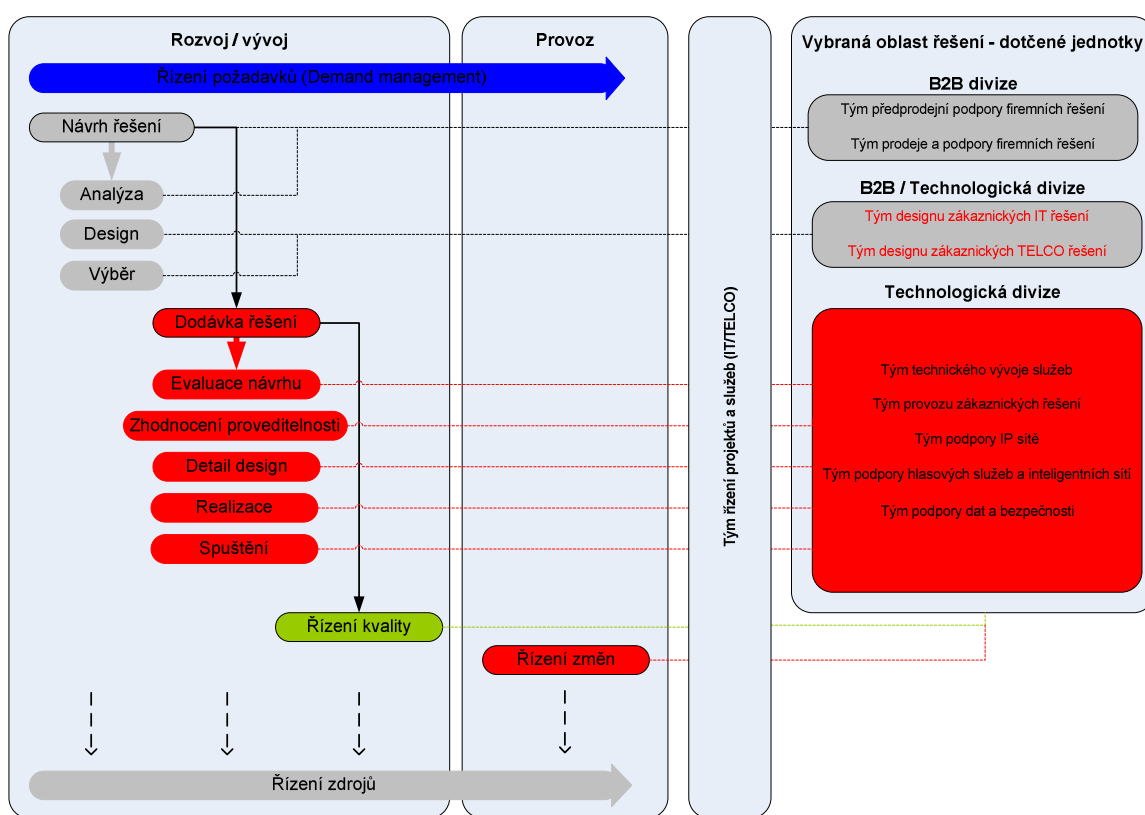 Rozvoj / vývoj
Řízení požadavků (Demand management)
Návrh řešení
Analýza
Design
Výběr
Dodávka řešení
Evaluace návrhu
Zhodnocení proveditelnosti
Detail design
Realizace
Spuštění
Řízení kvality
Provoz
Řízení změn
Řízení zdrojů
Tým řízení projektů a služeb (IT/TELCO)
Vybraná oblast řešení - dotčené jednotky
B2B divize
Tým předprodejní podpory firemních řešení
Tým prodeje a podpory firemních řešení
B2B / Technologická divize
Tým designu zákaznických IT řešení
Tým designu zákaznických TELCO řešení
Technologická divize
Tým technického vývoje služeb
Tým provozu zákaznických řešení
Tým podpory IP sítě
Tým podpory hlasových služeb a inteligentních sítí
Tým podpory dat a bezpečnosti